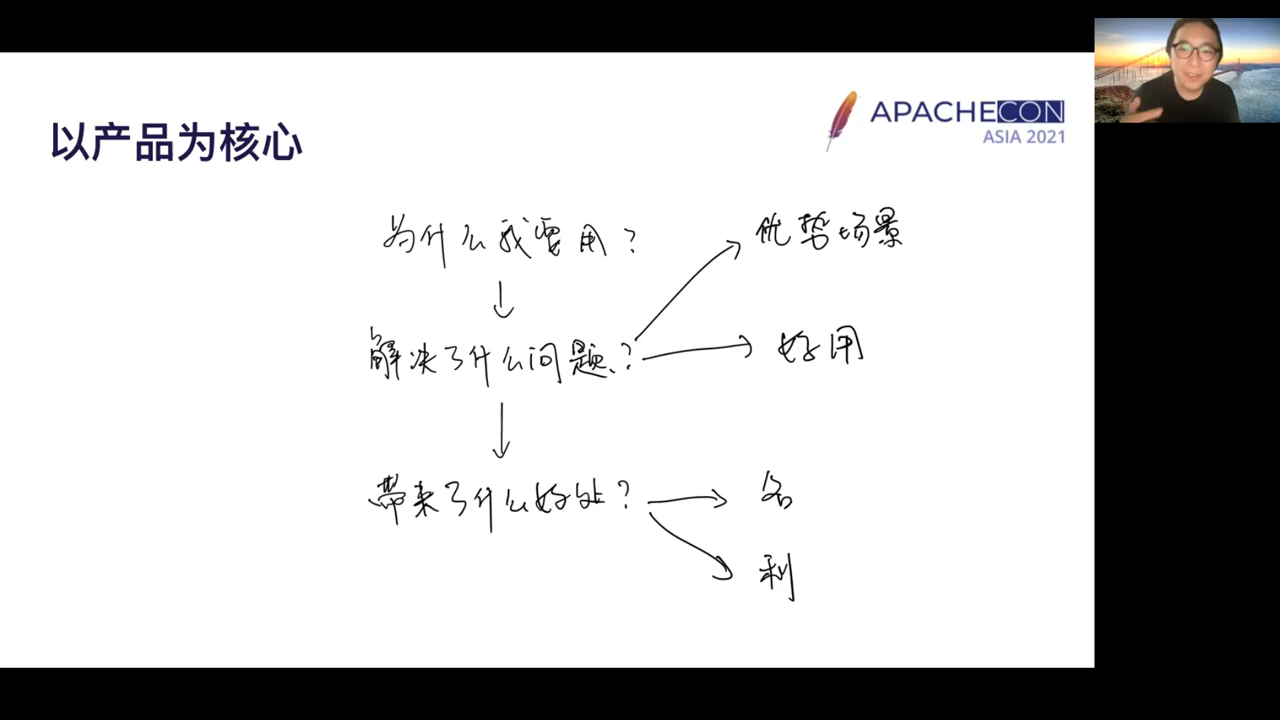 APACHECON
ASIA 2021
以产品为核心
为什么我要用?
优势场景
解决了什么问题?
好用
带来了什么好处?
名
利